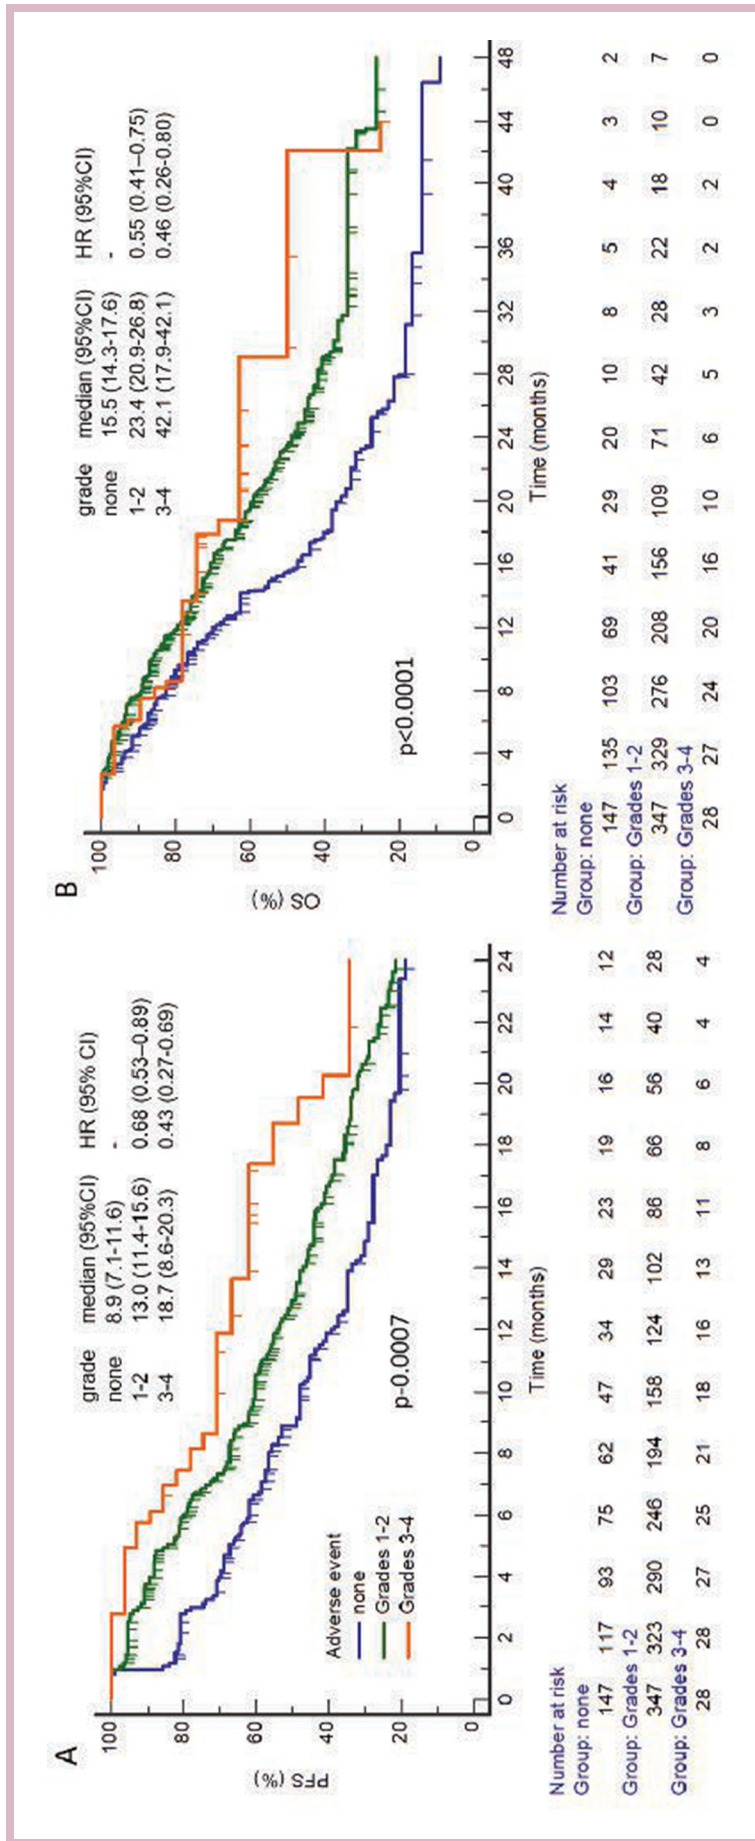 A
grade median (95%CI) HR (95% CI)
none 8.9 (7.1-11.6) -
1-2 13.0 (11.4-15.6) 0.68 (0.53–0.89)
3-4 18.7 (8.6-20.3) 0.43 (0.27-0.69)
PFS (%)
100
80
60
40
20
0
Adverse event
none
Grades 1-2
Grades 3-4
p-0.0007
0 2 4 6 8 10 12 14 16 18 20 22 24
Time (months)
Number at risk
Group: none
147 117 93 75 62 47 34 29 23 19 16 14 12
Group: Grades 1-2
347 323 290 246 194 158 124 102 86 66 56 40 28
Group: Grades 3-4
28 28 27 25 21 18 16 13 11 8 6 4 4
B
grade median (95%CI) HR (95%CI)
none 15.5 (14.3-17.6) -
1-2 23.4 (20.9-26.8) 0.55 (0.41–0.75)
3-4 42.1 (17.9-42.1) 0.46 (0.26-0.80)
OS (%)
100
80
60
40
20
p<0.0001
0 4 8 12 16 20 24 28 32 36 40 44 48
Time (months)
Number at risk
Group: none
147 135 103 69 41 29 20 10 8 5 4 3 2
Group: Grades 1-2
347 329 276 208 156 109 71 42 28 22 18 10 7
Group: Grades 3-4
28 27 24 20 16 10 6 5 3 2 2 0 0